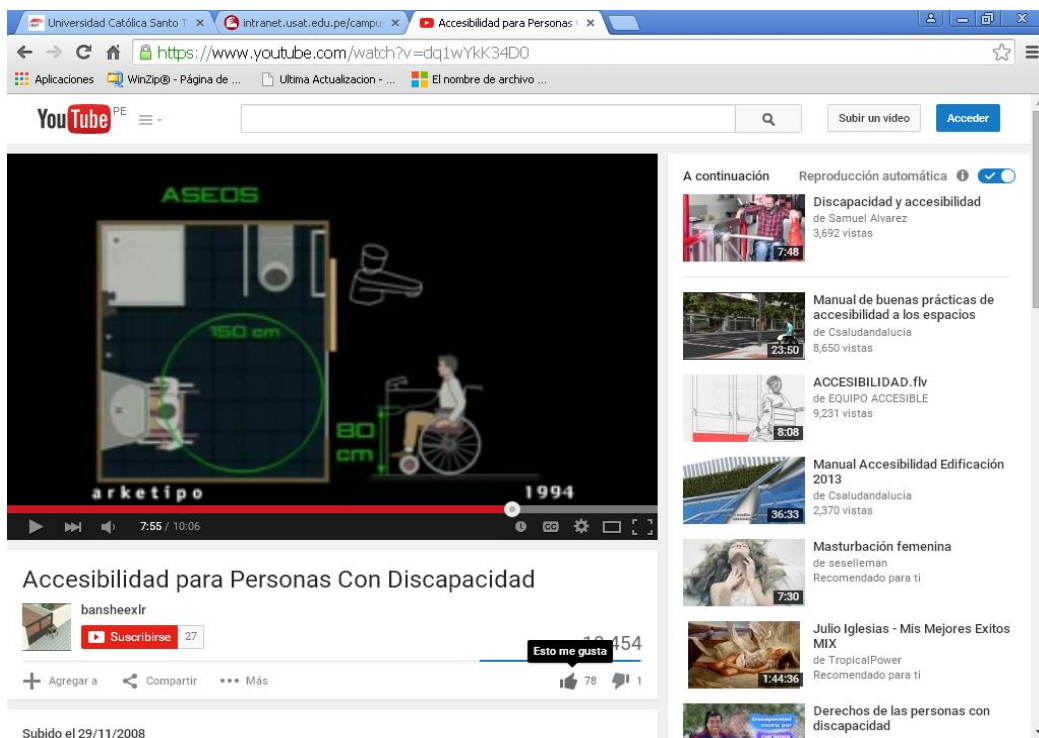 Universidad Católica Santo T
intranet.usat.edu.pe/campu
Accesibilidad para Personas
https://www.youtube.com/watch?v=dq1wYkK34D0
Aplicaciones WinZip® - Página de ... Ultima Actualizacion - ... El nombre de archivo ...
YouTube PE
Subir un video
Acceder
ASEOS
150 cm
80
cm
arketipo
1994
7:55 / 10:06
CC
Accesibilidad para Personas Con Discapacidad
bansheexlr
Suscribirse 27
454
Esto me gusta
Agregar a Compartir Más
78 1
Subido el 29/11/2008
A continuación Reproducción automática
Discapacidad y accesibilidad
de Samuel Alvarez
3,692 vistas
7:48
Manual de buenas prácticas de
accesibilidad a los espacios
de Csaludandalucia
8,650 vistas
23:50
ACCESIBILIDAD.flv
de EQUIPO ACCESIBLE
9,231 vistas
8:08
Manual Accesibilidad Edificación
2013
de Csaludandalucia
2,370 vistas
36:33
Masturbación femenina
de seselleman
Recomendado para ti
7:30
Julio Iglesias - Mis Mejores Exitos
MIX
de TropicalPower
Recomendado para ti
1:44:36
Derechos de las personas con
discapacidad